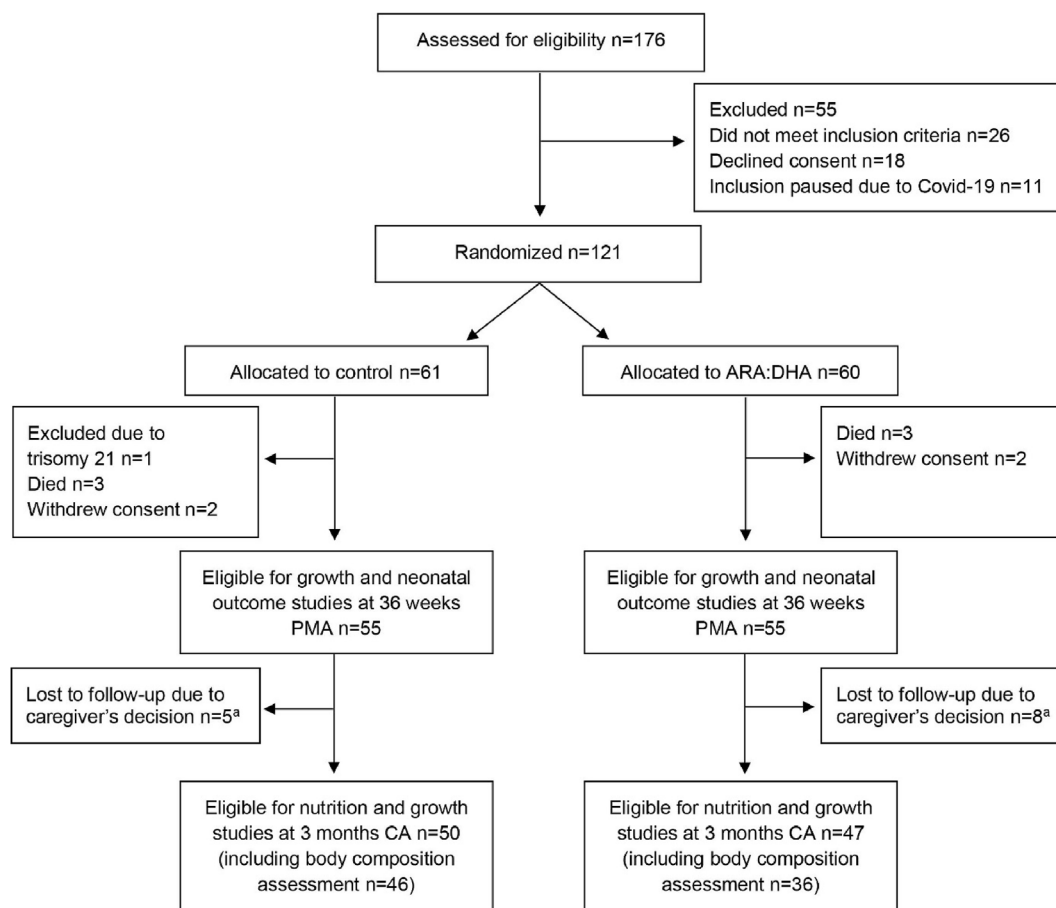 Assessed for eligibility n=176
Excluded n=55
Did not meet inclusion criteria n=26
Declined consent n=18
Inclusion paused due to Covid-19 n=11
Randomized n=121
Allocated to control n=61
Allocated to ARA:DHA n=60
Excluded due to
trisomy 21 n=1
Died n=3
Withdrew consent n=2
Died n=3
Withdrew consent n=2
Eligible for growth and neonatal
outcome studies at 36 weeks
PMA n=55
Eligible for growth and neonatal
outcome studies at 36 weeks
PMA n=55
Lost to follow-up due to
caregiver’s decision n=5ᵃ
Lost to follow-up due to
caregiver’s decision n=8ᵃ
Eligible for nutrition and growth
studies at 3 months CA n=50
(including body composition
assessment n=46)
Eligible for nutrition and growth
studies at 3 months CA n=47
(including body composition
assessment n=36)